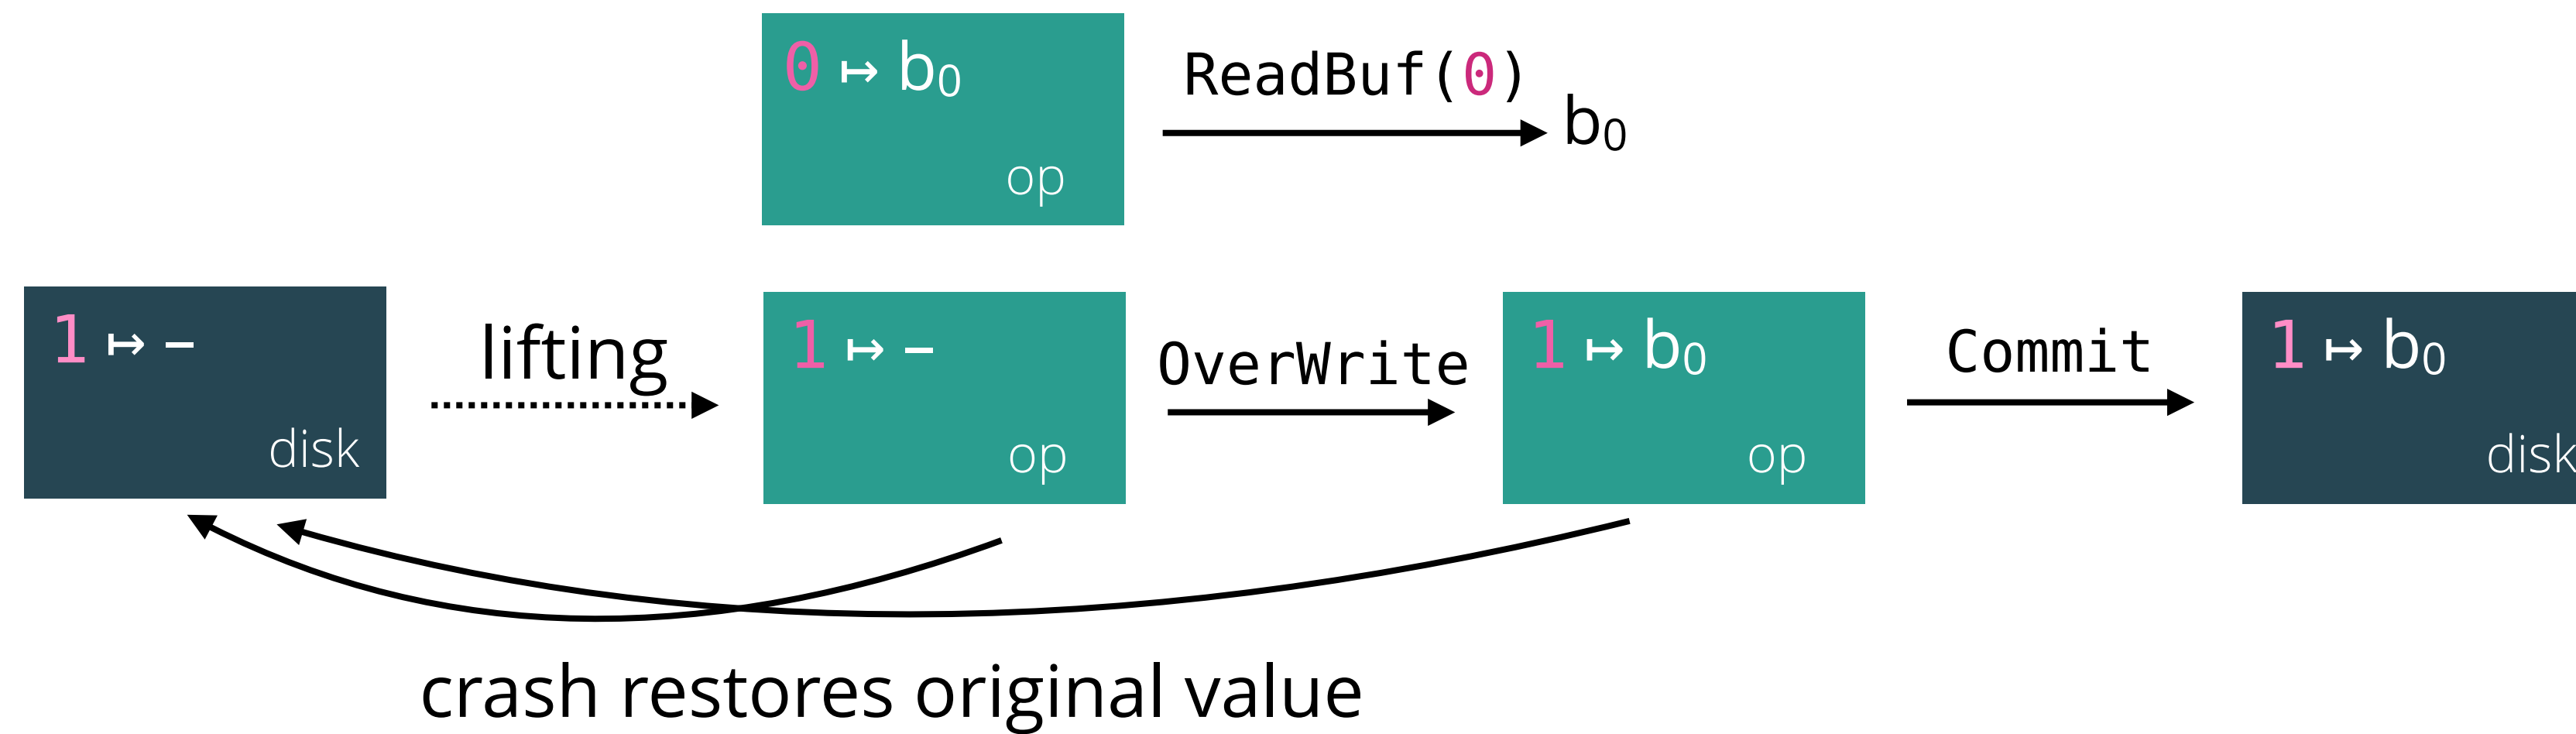 0 ↦ b₀
op
ReadBuf(0)
b₀
1 ↦ –
disk
lifting
1 ↦ –
op
OverWrite
1 ↦ b₀
op
Commit
1 ↦ b₀
disk
crash restores original value